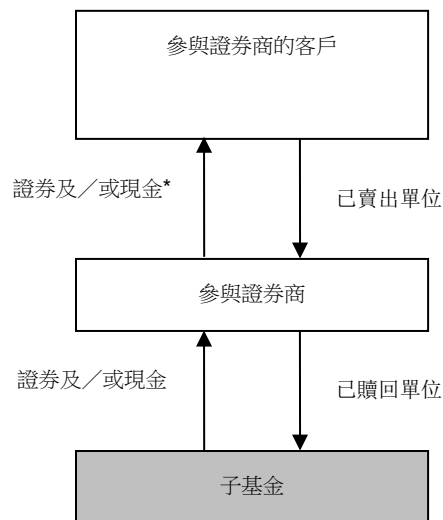 參與證券商的客戶
證券及／或現金*
已賣出單位
參與證券商
證券及／或現金
已贖回單位
子基金